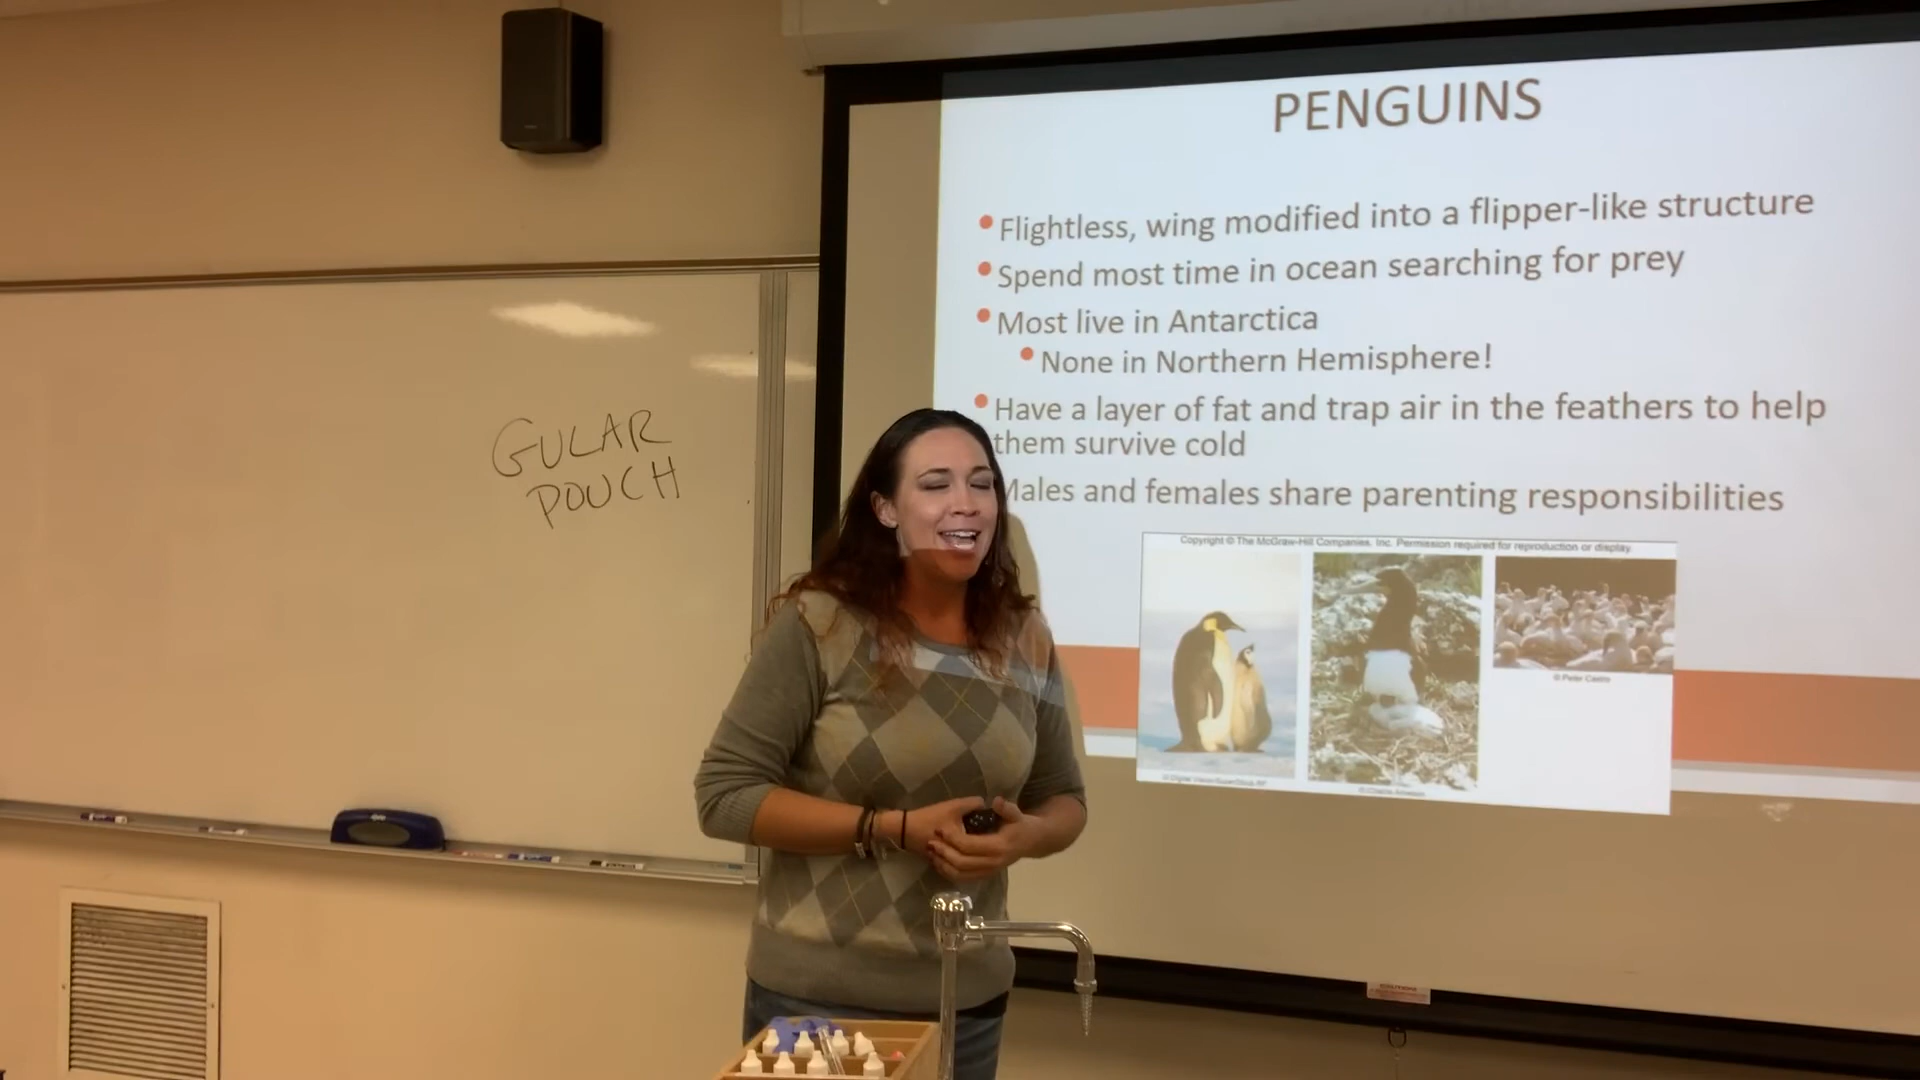 PENGUINS
Flightless, wing modified into a flipper-like structure
Spend most time in ocean searching for prey
Most live in Antarctica
None in Northern Hemisphere!
Have a layer of fat and trap air in the feathers to help
them survive cold
Males and females share parenting responsibilities
GULAR
POUCH
Copyright © The McGraw-Hill Companies, Inc. Permission required for reproduction or display.
© Peter Castro